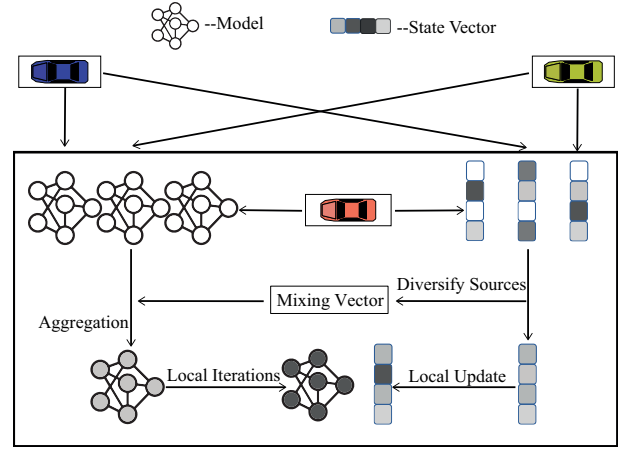 --Model
--State Vector
Diversify Sources
Mixing Vector
Aggregation
Local Iterations
Local Update